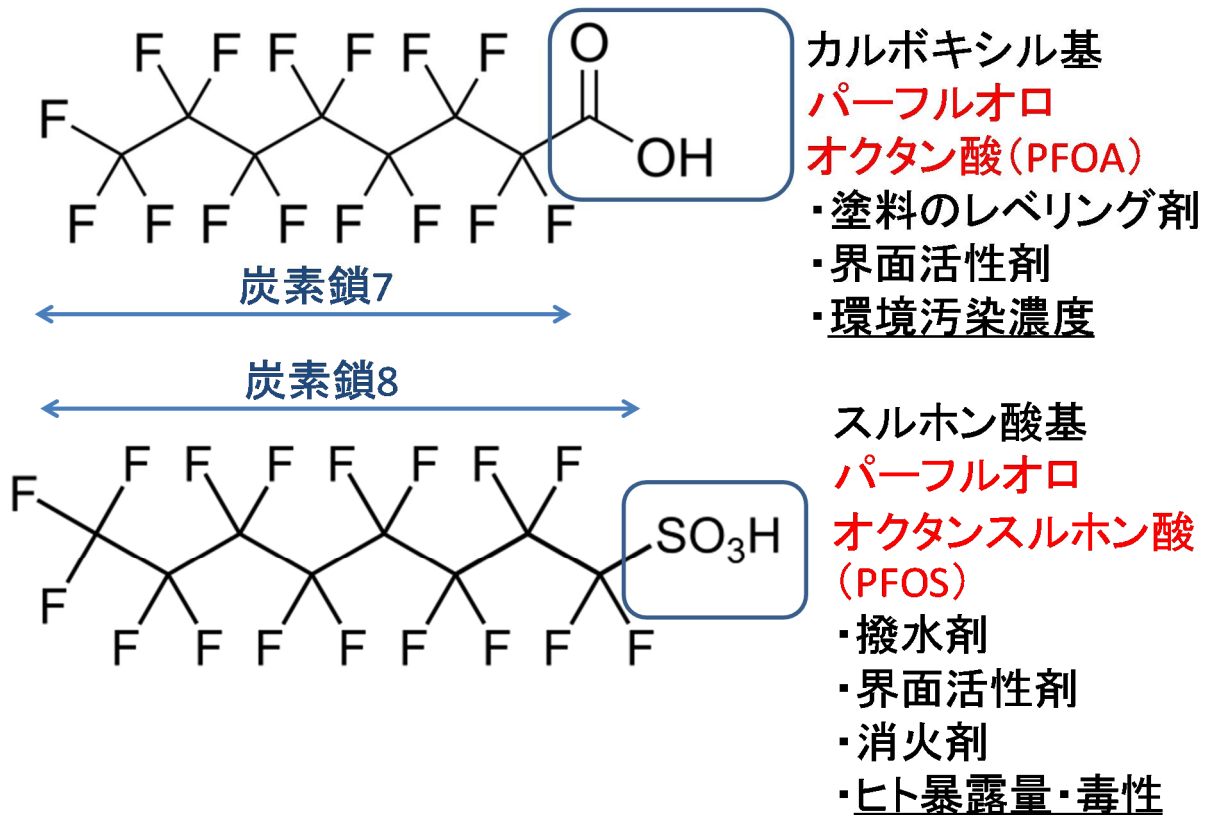 F F F F F F O
F
OH
F F F F F F F F
カルボキシル基
パーフルオロ
オクタン酸（PFOA）
・塗料のレベリング剤
・界面活性剤
・環境汚染濃度
炭素鎖7
炭素鎖8
F F F F F F F
F
SO₃H
F
F F F F F F F F
スルホン酸基
パーフルオロ
オクタンスルホン酸
（PFOS）
・撥水剤
・界面活性剤
・消火剤
・ヒト暴露量・毒性